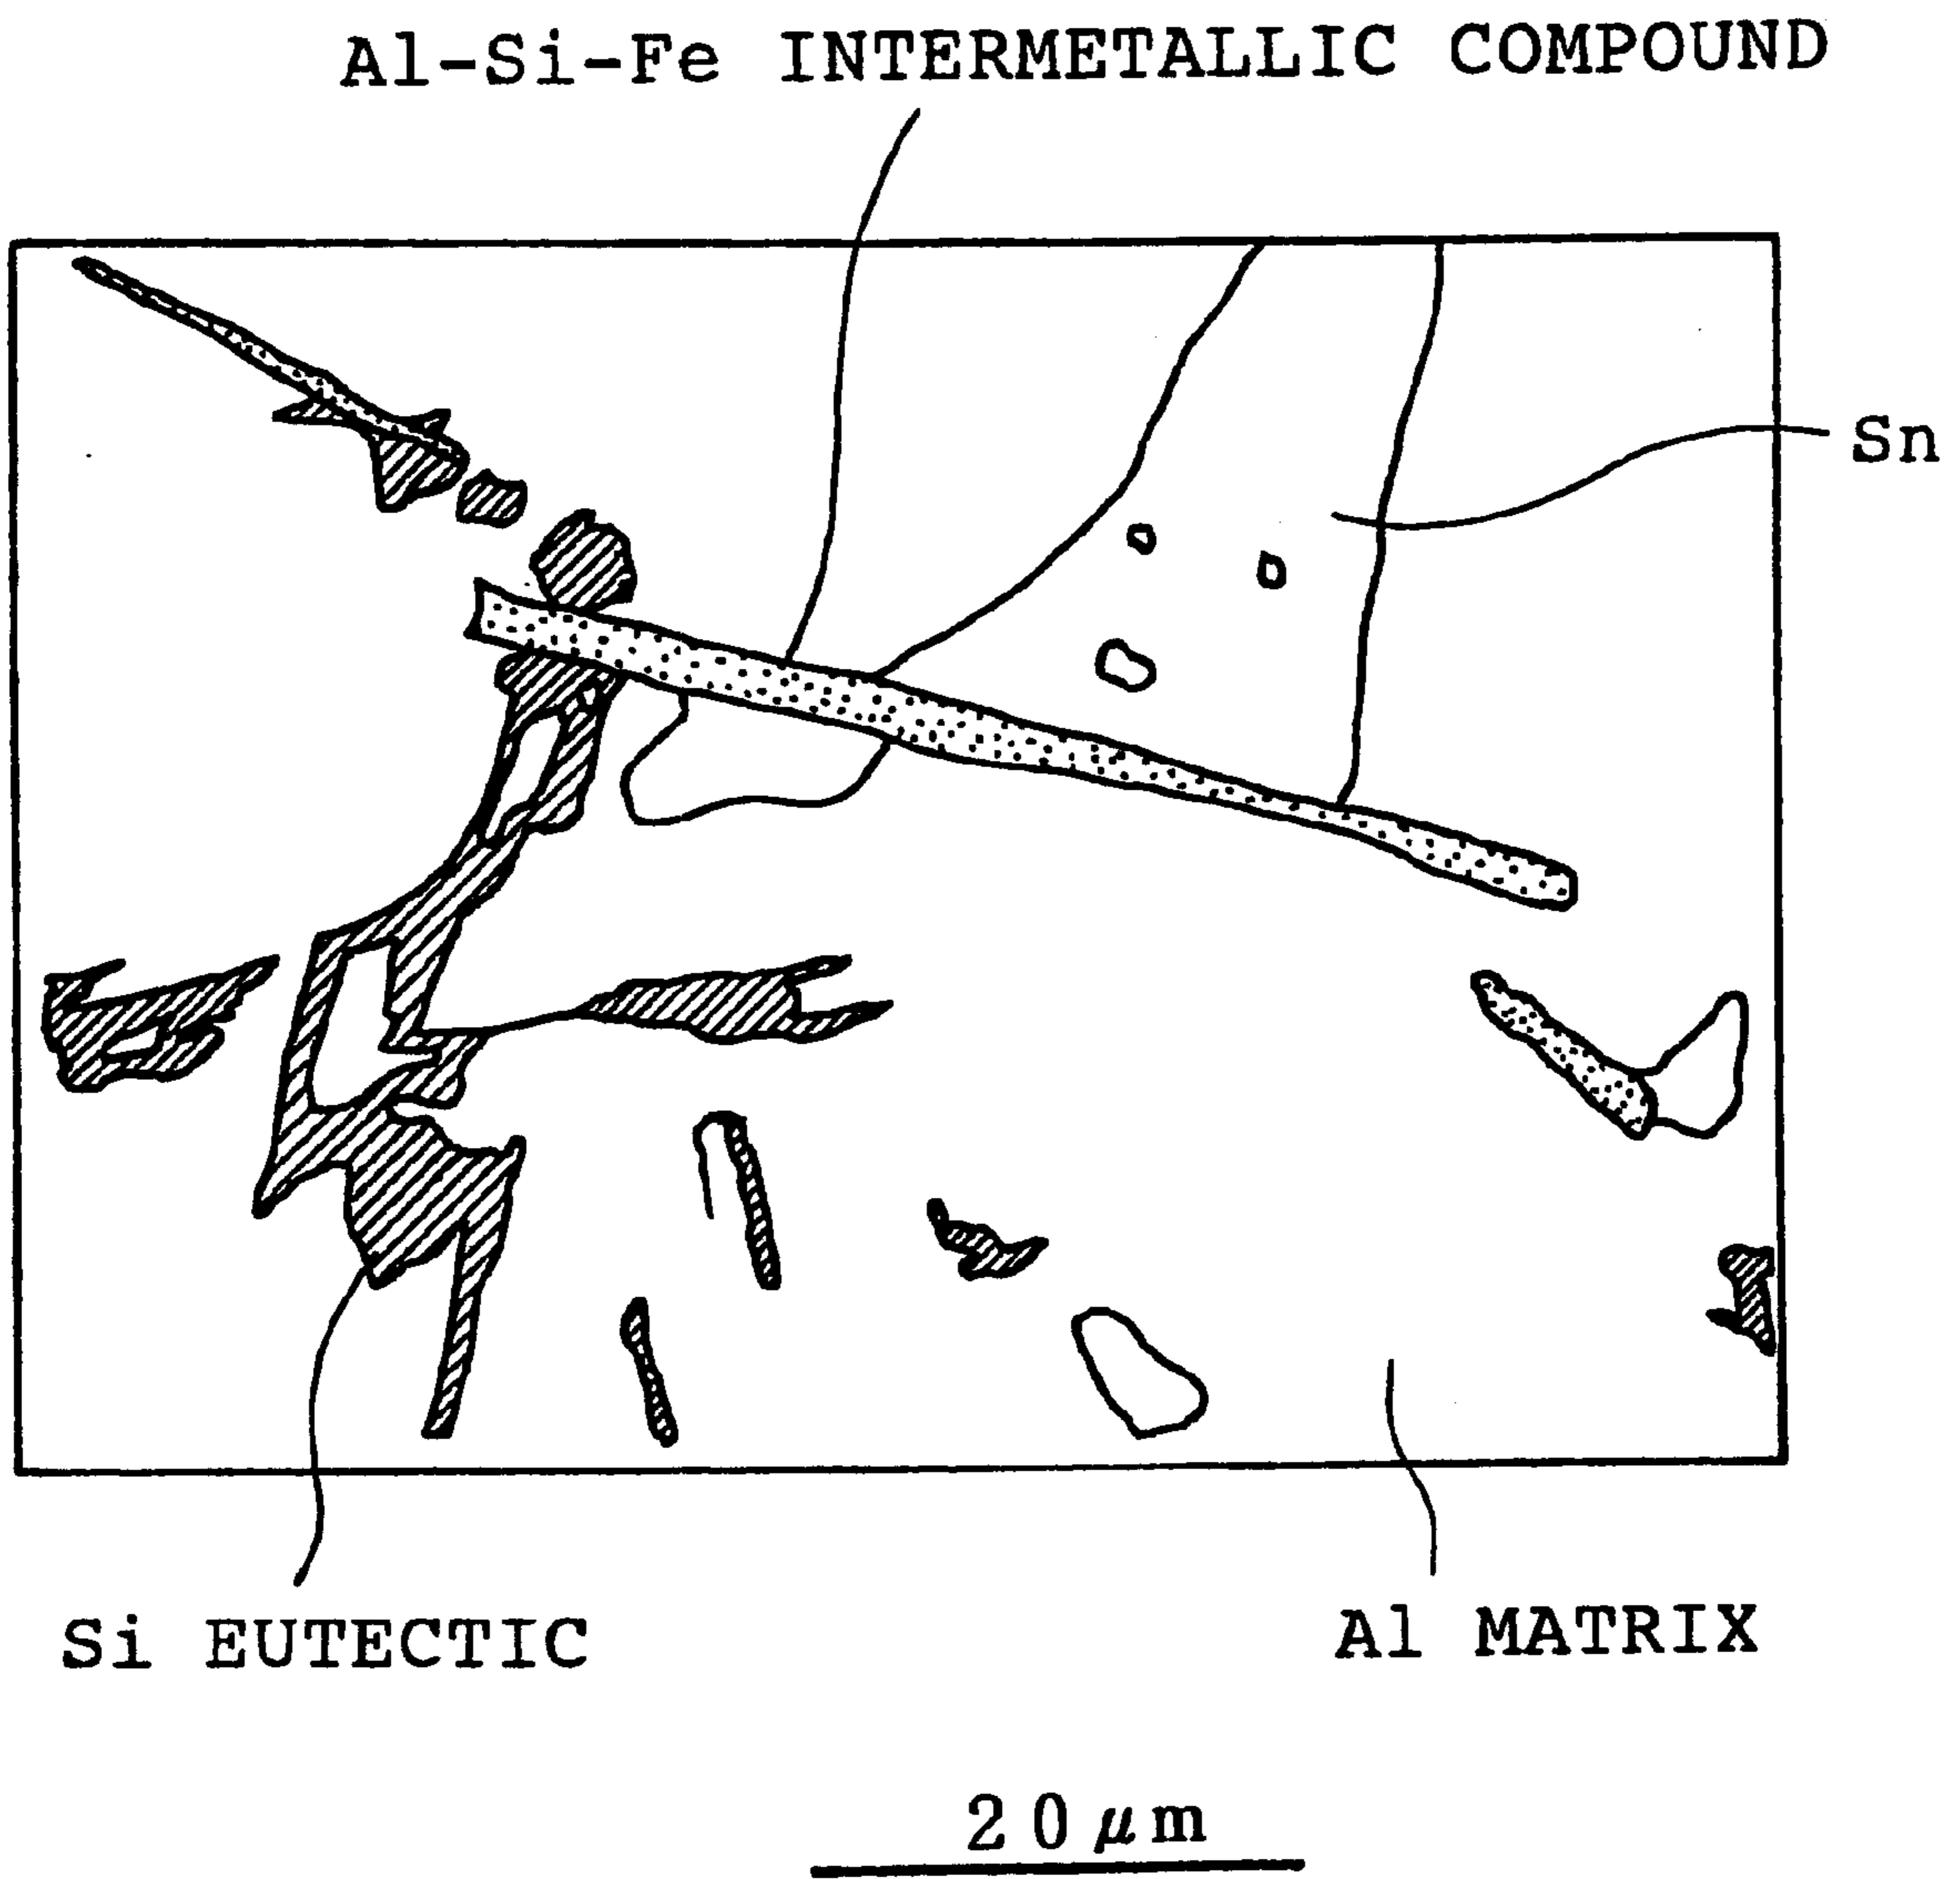 Al-Si-Fe INTERMETALLIC COMPOUND
Sn
Si EUTECTIC
Al MATRIX
20μm